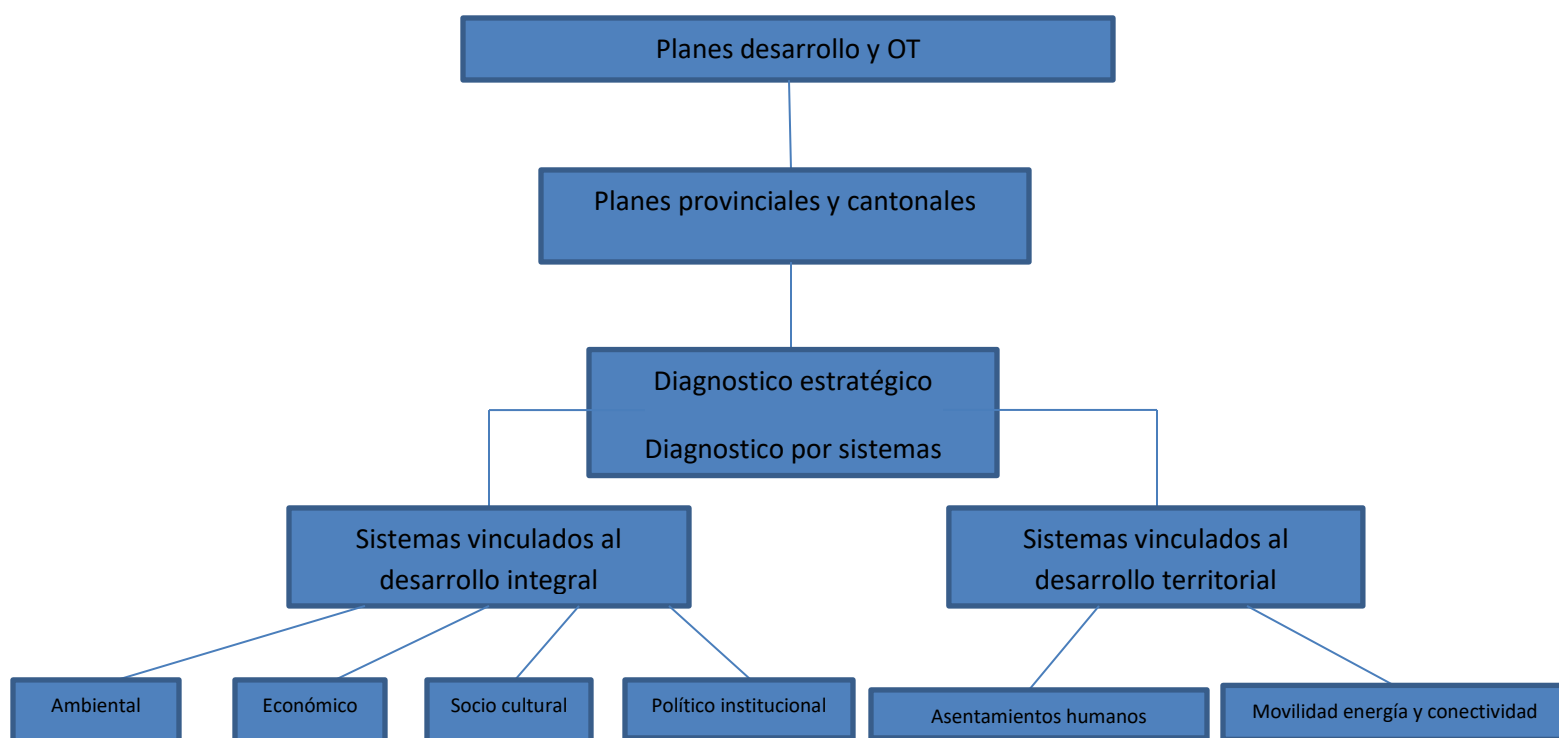 Planes desarrollo y OT
Planes provinciales y cantonales
Diagnostico estratégico
Diagnostico por sistemas
Sistemas vinculados al
desarrollo integral
Sistemas vinculados al
desarrollo territorial
Ambiental
Económico
Socio cultural
Político institucional
Asentamientos humanos
Movilidad energía y conectividad